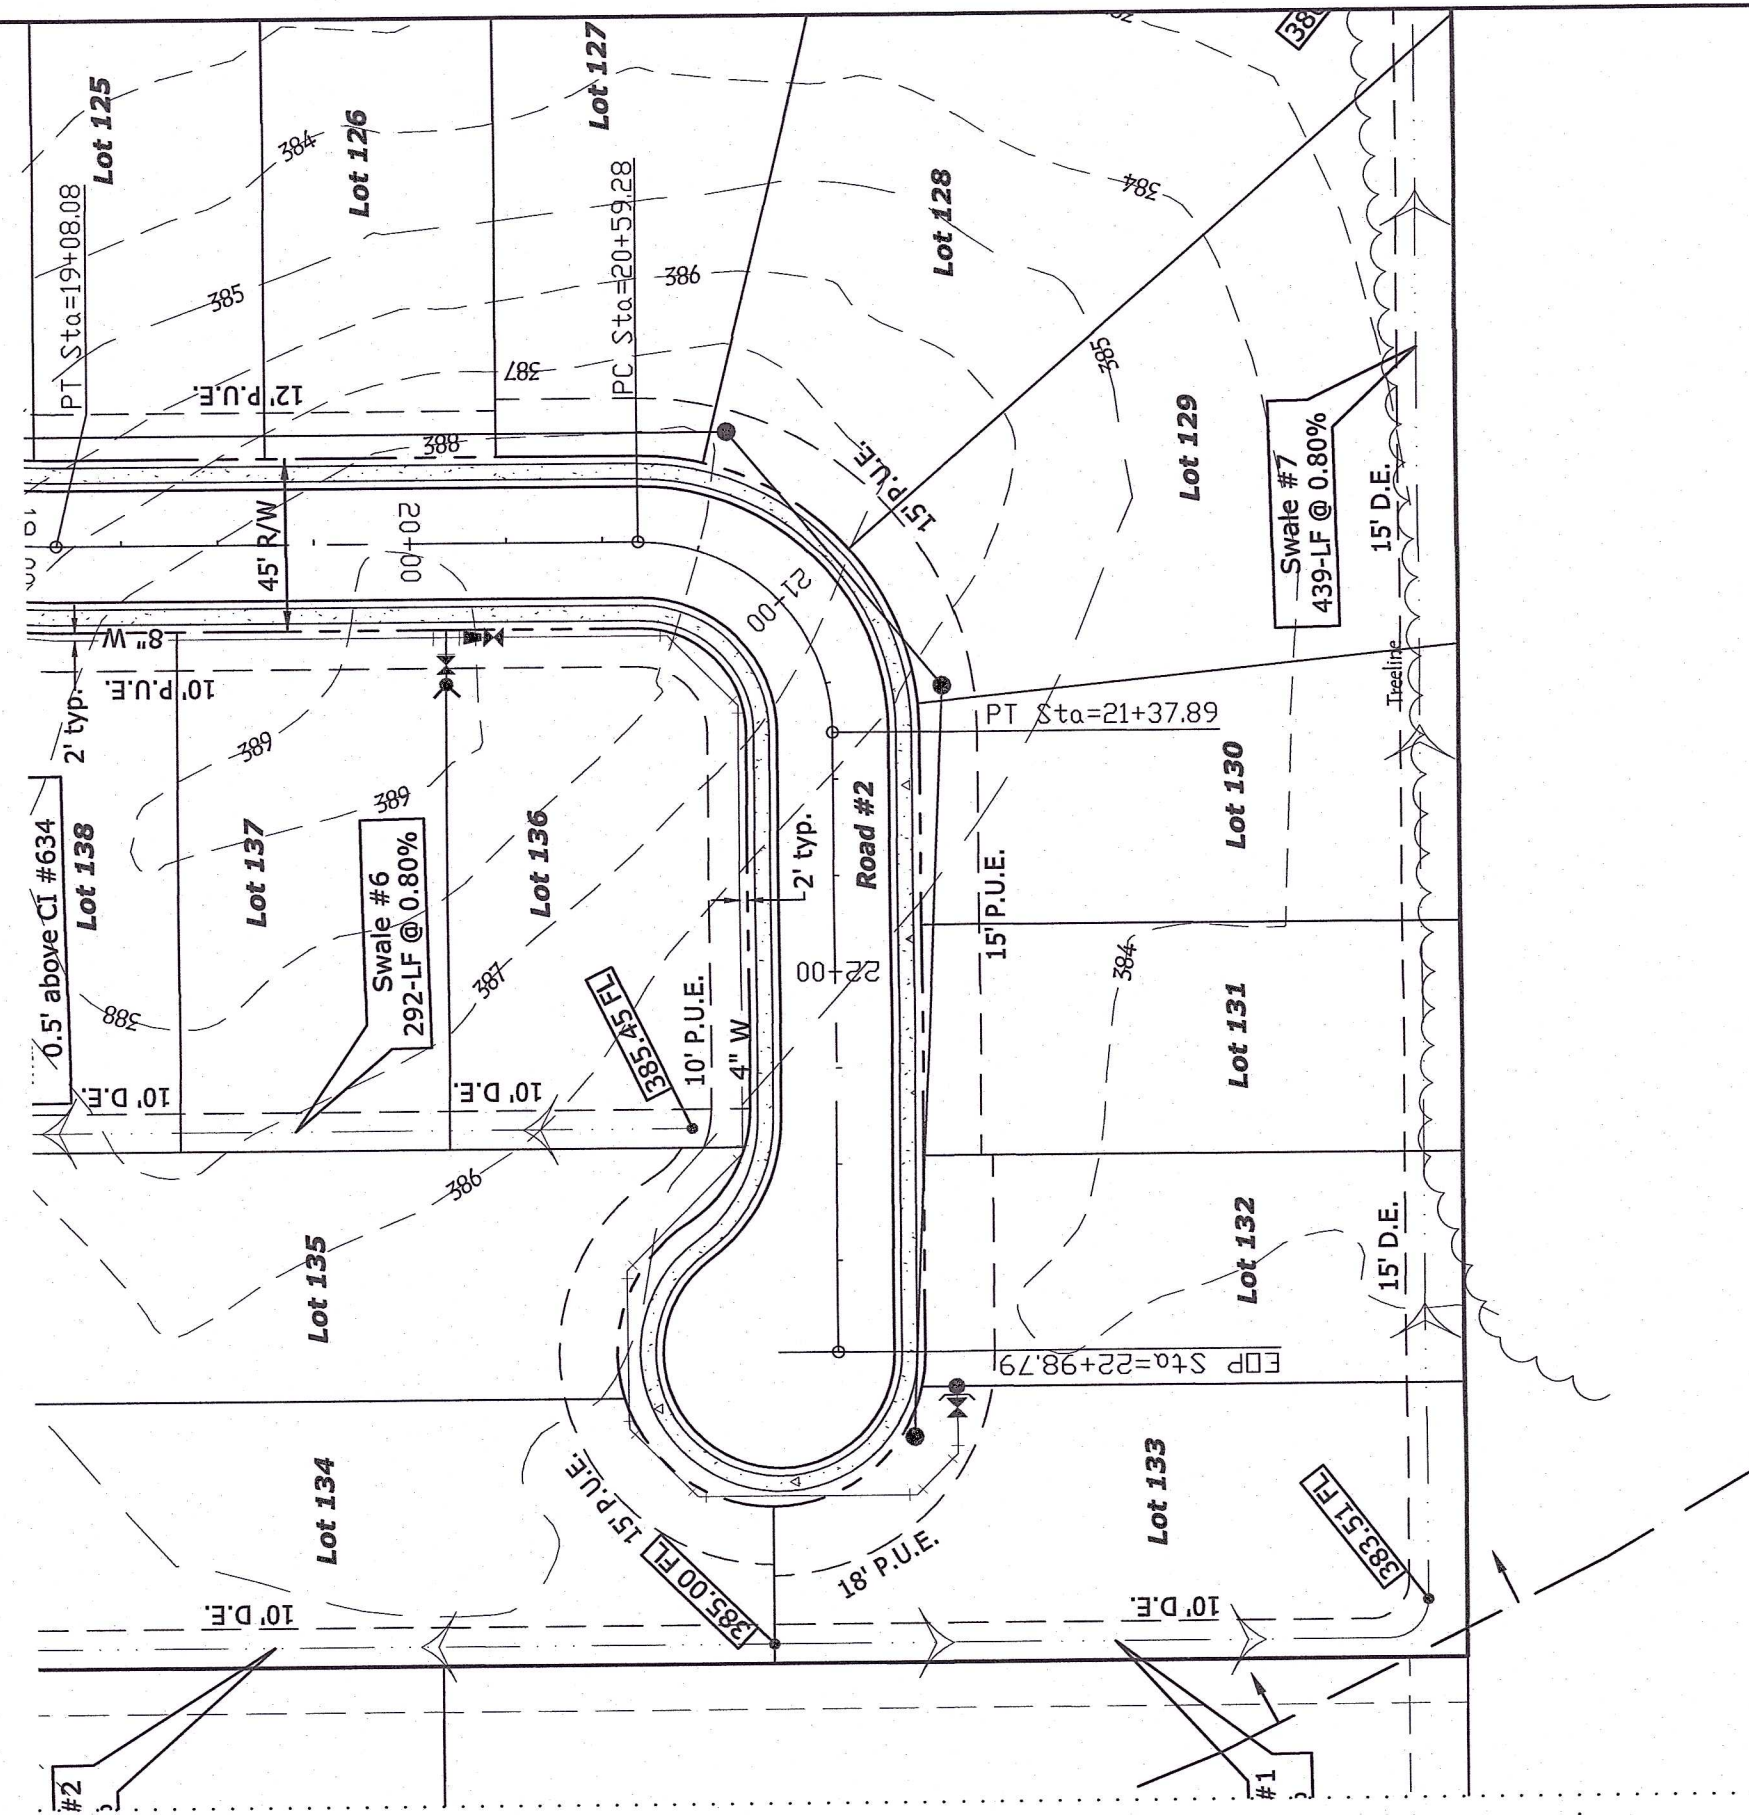 Lot 125
Lot 126
Lot 127
Lot 128
384
384
385
386
PT Sta=19+08.08
PC Sta=20+59.28
387
385
12' P.U.E.
388
15' P.U.E.
Lot 129
Swale #7
439-LF @ 0.80%
15' D.E.
45' R/W
20+00
21+00
8" W
10' P.U.E.
2' typ.
389
389
Treeline
PT Sta=21+37.89
Lot 130
0.5' above CI #634
Lot 138
Lot 137
Swale #6
292-LF @ 0.80%
Lot 136
2' typ.
Road #2
15' P.U.E.
388
387
385.45 FL
10' P.U.E.
4" W
22+00
384
Lot 131
10' D.E.
10' D.E.
386
Lot 135
Lot 132
15' D.E.
EOP Sta=22+98.79
Lot 134
15' P.U.E.
385.00 FL
18' P.U.E.
Lot 133
383.51 FL
10' D.E.
10' D.E.
#2
#1